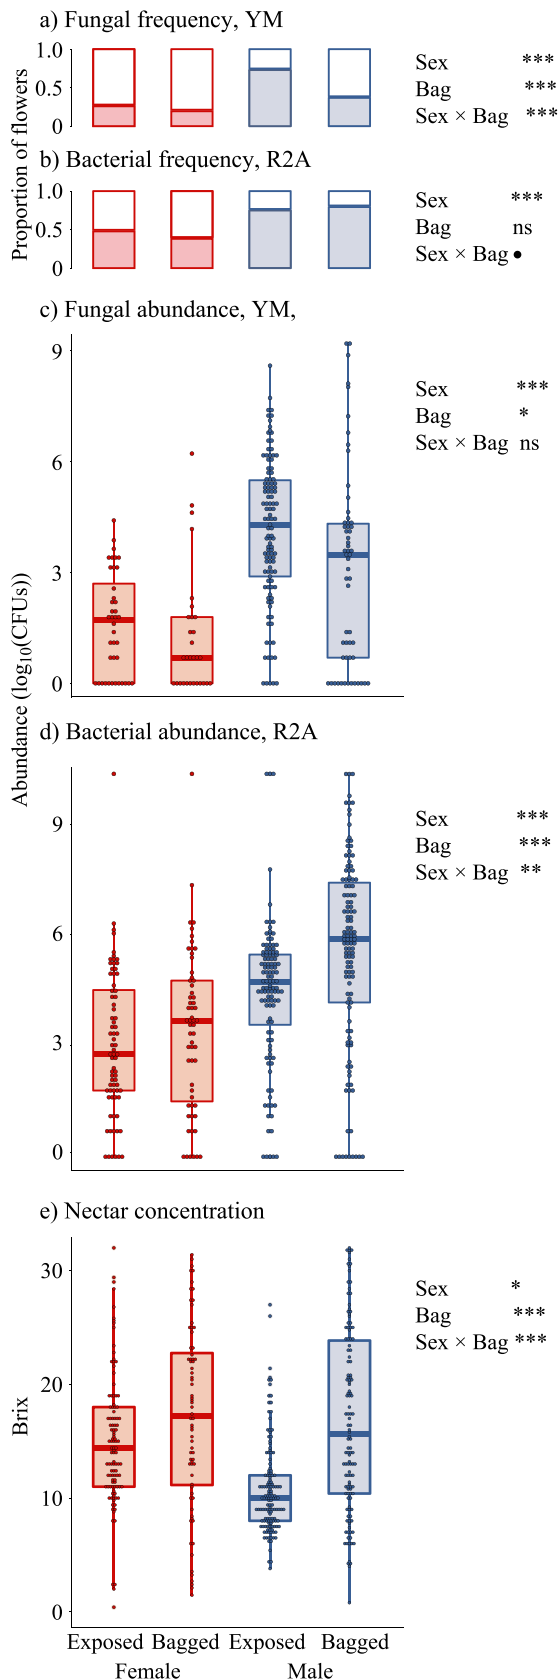 a) Fungal frequency, YM
Proportion of flowers
1.0
0.5
0
Sex ***
Bag ***
Sex × Bag ***
b) Bacterial frequency, R2A
1.0
0.5
0
Sex ***
Bag ns
Sex × Bag •
c) Fungal abundance, YM,
Abundance (log10(CFUs))
9
6
3
0
Sex ***
Bag *
Sex × Bag ns
d) Bacterial abundance, R2A
9
6
3
0
Sex ***
Bag ***
Sex × Bag **
e) Nectar concentration
Brix
30
20
10
0
Sex *
Bag ***
Sex × Bag ***
Exposed Bagged Exposed Bagged
Female Male